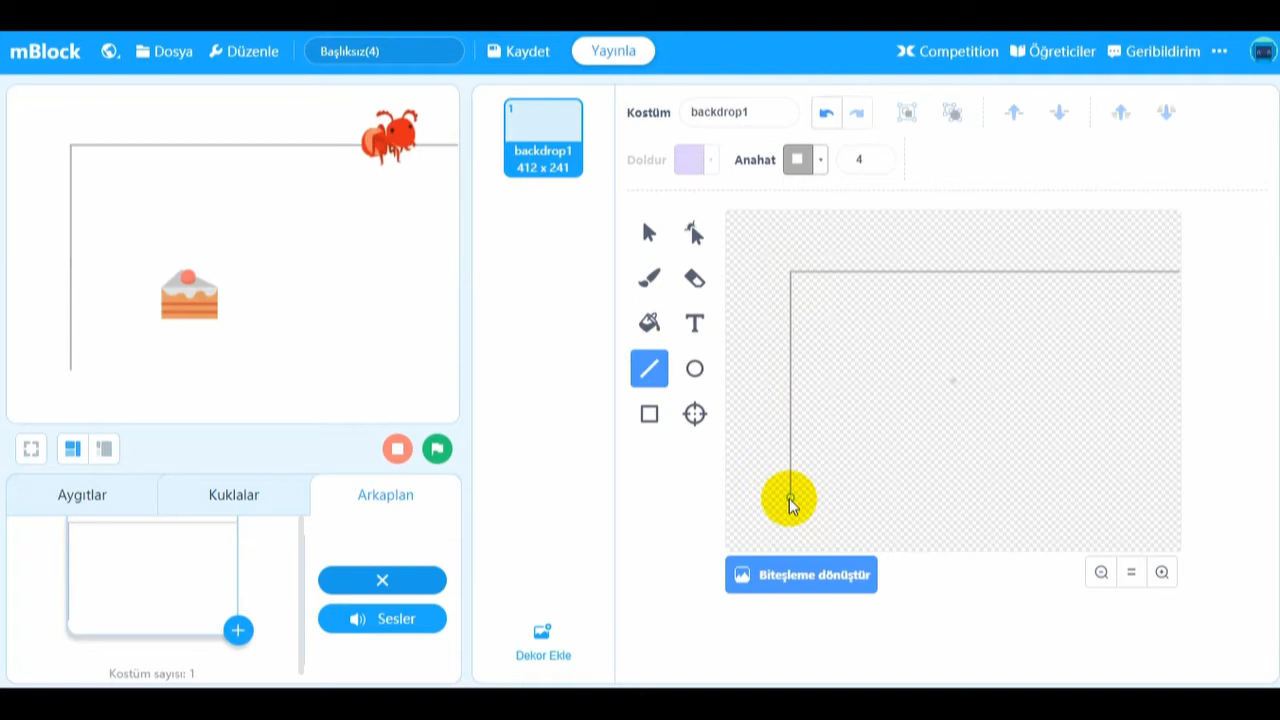 mBlock Dosya Düzenle Başlıksız(4) Kaydet Yayınla Competition Öğreticiler Geribildirim
1
backdrop1
412 x 241
Kostüm backdrop1
Doldur Anahat 4
T
Aygıtlar Kuklalar Arkaplan
Biteşleme dönüştür
Sesler
Dekor Ekle
Kostüm sayısı: 1